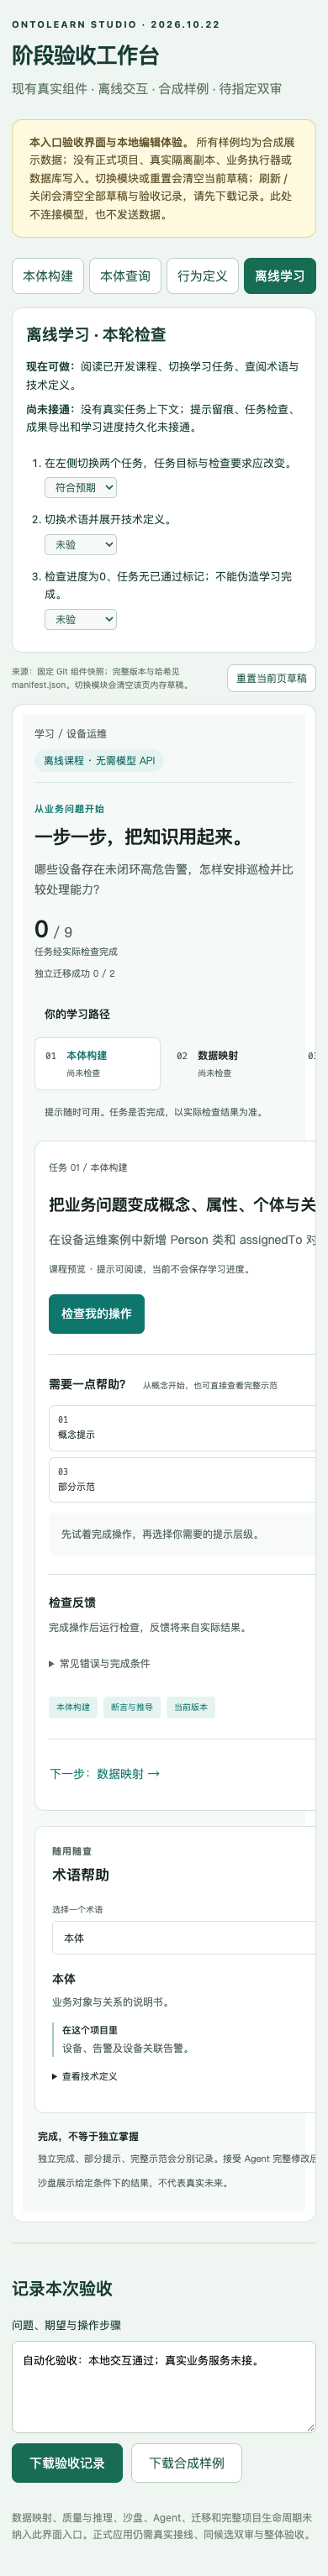 ONTOLEARN STUDIO · 2026.10.22
阶段验收工作台
现有真实组件 · 离线交互 · 合成样例 · 待指定双审
本入口验收界面与本地编辑体验。 所有样例均为合成展
示数据；没有正式项目、真实隔离副本、业务执行器或
数据库写入。切换模块或重置会清空当前草稿；刷新 /
关闭会清空全部草稿与验收记录，请先下载记录。此处
不连接模型，也不发送数据。
本体构建
本体查询
行为定义
离线学习
离线学习 · 本轮检查
现在可做：阅读已开发课程、切换学习任务、查阅术语与
技术定义。
尚未接通：没有真实任务上下文；提示留痕、任务检查、
成果导出和学习进度持久化未接通。
1. 在左侧切换两个任务，任务目标与检查要求应改变。
符合预期
2. 切换术语并展开技术定义。
未验
3. 检查进度为0、任务无已通过标记；不能伪造学习完
成。
未验
来源：固定 Git 组件快照；完整版本与哈希见
manifest.json。切换模块会清空该页内存草稿。
重置当前页草稿
学习 / 设备运维
离线课程 · 无需模型 API
从业务问题开始
一步一步，把知识用起来。
哪些设备存在未闭环高危告警，怎样安排巡检并比
较处理能力？
0 / 9
任务经实际检查完成
独立迁移成功 0 / 2
你的学习路径
01 本体构建
尚未检查
02 数据映射
尚未检查
提示随时可用。任务是否完成，以实际检查结果为准。
任务 01 / 本体构建
把业务问题变成概念、属性、个体与关
在设备运维案例中新增 Person 类和 assignedTo 对
课程预览 · 提示可阅读，当前不会保存学习进度。
检查我的操作
需要一点帮助？ 从概念开始，也可直接查看完整示范
01
概念提示
03
部分示范
先试着完成操作，再选择你需要的提示层级。
检查反馈
完成操作后运行检查，反馈将来自实际结果。
常见错误与完成条件
本体构建
断言与推导
当前版本
下一步：数据映射 →
随用随查
术语帮助
选择一个术语
本体
本体
业务对象与关系的说明书。
在这个项目里
设备、告警及设备关联告警。
查看技术定义
完成，不等于独立掌握
独立完成、部分提示、完整示范会分别记录。接受 Agent 完整修改后
沙盘展示给定条件下的结果，不代表真实未来。
记录本次验收
问题、期望与操作步骤
自动化验收：本地交互通过；真实业务服务未接。
下载验收记录
下载合成样例
数据映射、质量与推理、沙盘、Agent、迁移和完整项目生命周期未
纳入此界面入口。正式应用仍需真实接线、同候选双审与整体验收。